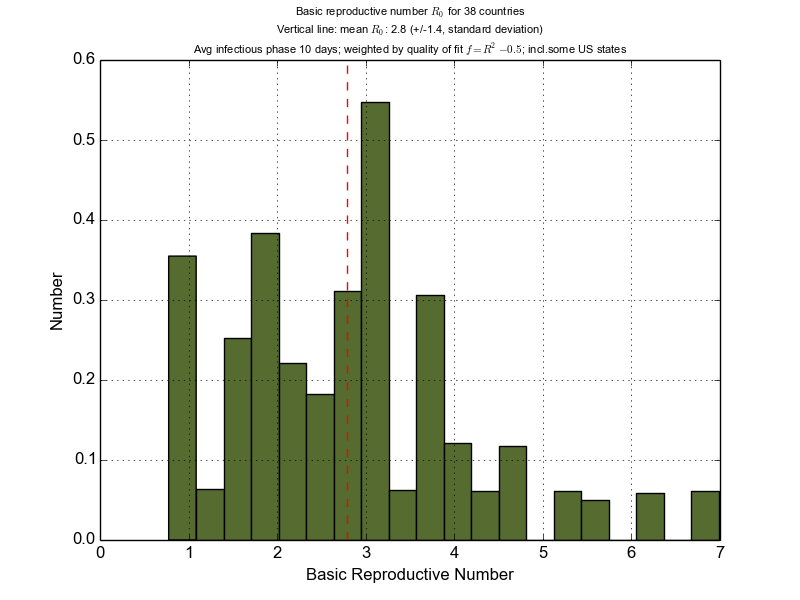 Basic reproductive number R₀ for 38 countries
Vertical line: mean R₀: 2.8 (+/-1.4, standard deviation)
Avg infectious phase 10 days; weighted by quality of fit f=R² −0.5; incl.some US states
0.6
0.5
0.4
0.3
0.2
0.1
0.0
Number
0 1 2 3 4 5 6 7
Basic Reproductive Number